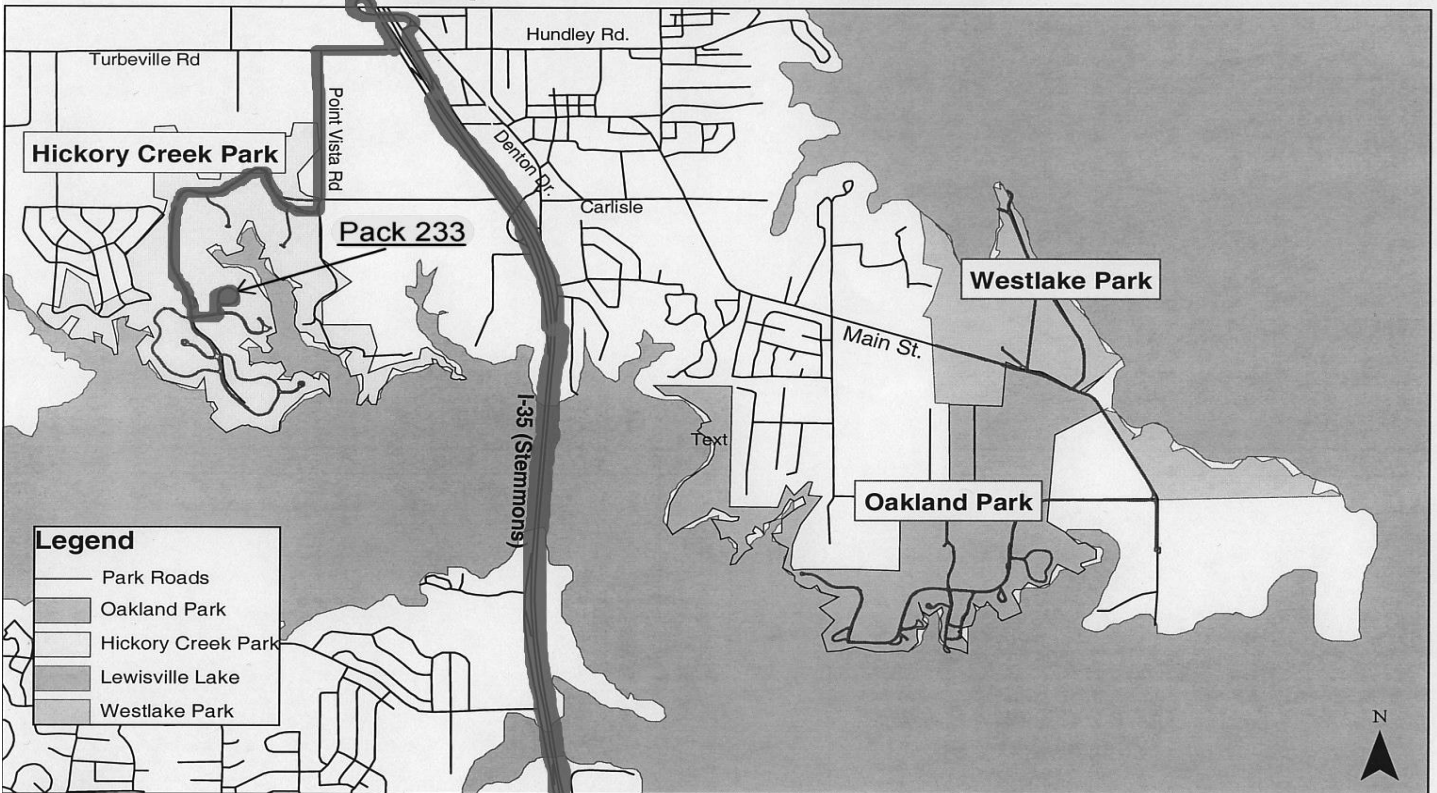 Hundley Rd.
Turbeville Rd
Point Vista Rd
Hickory Creek Park
Denton Dr.
Carlisle
Pack 233
Westlake Park
Main St.
I-35 (Stemmons)
Text
Oakland Park
Legend
Park Roads
Oakland Park
Hickory Creek Park
Lewisville Lake
Westlake Park
N